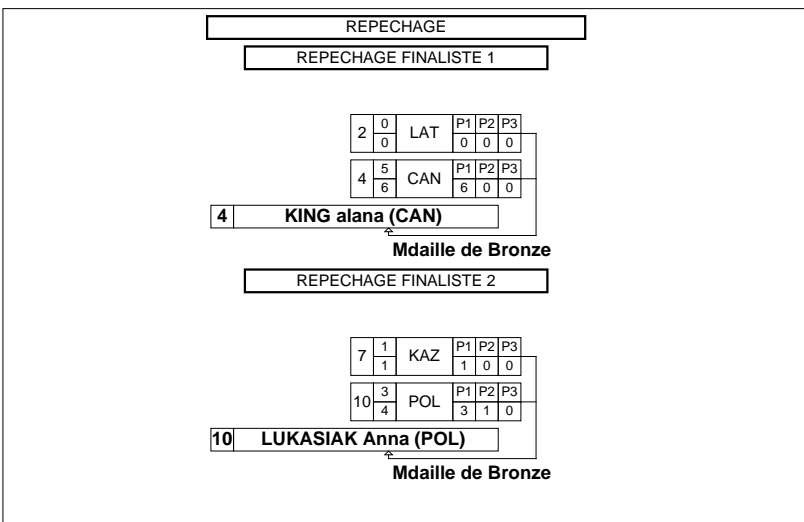 REPECHAGE
REPECHAGE FINALISTE 1
2 0 0 LAT P1 P2 P3 0 0 0
4 5 6 CAN P1 P2 P3 6 0 0
4 KING alana (CAN)
Mdaille de Bronze
REPECHAGE FINALISTE 2
7 1 1 KAZ P1 P2 P3 1 0 0
10 3 4 POL P1 P2 P3 3 1 0
10 LUKASIAK Anna (POL)
Mdaille de Bronze